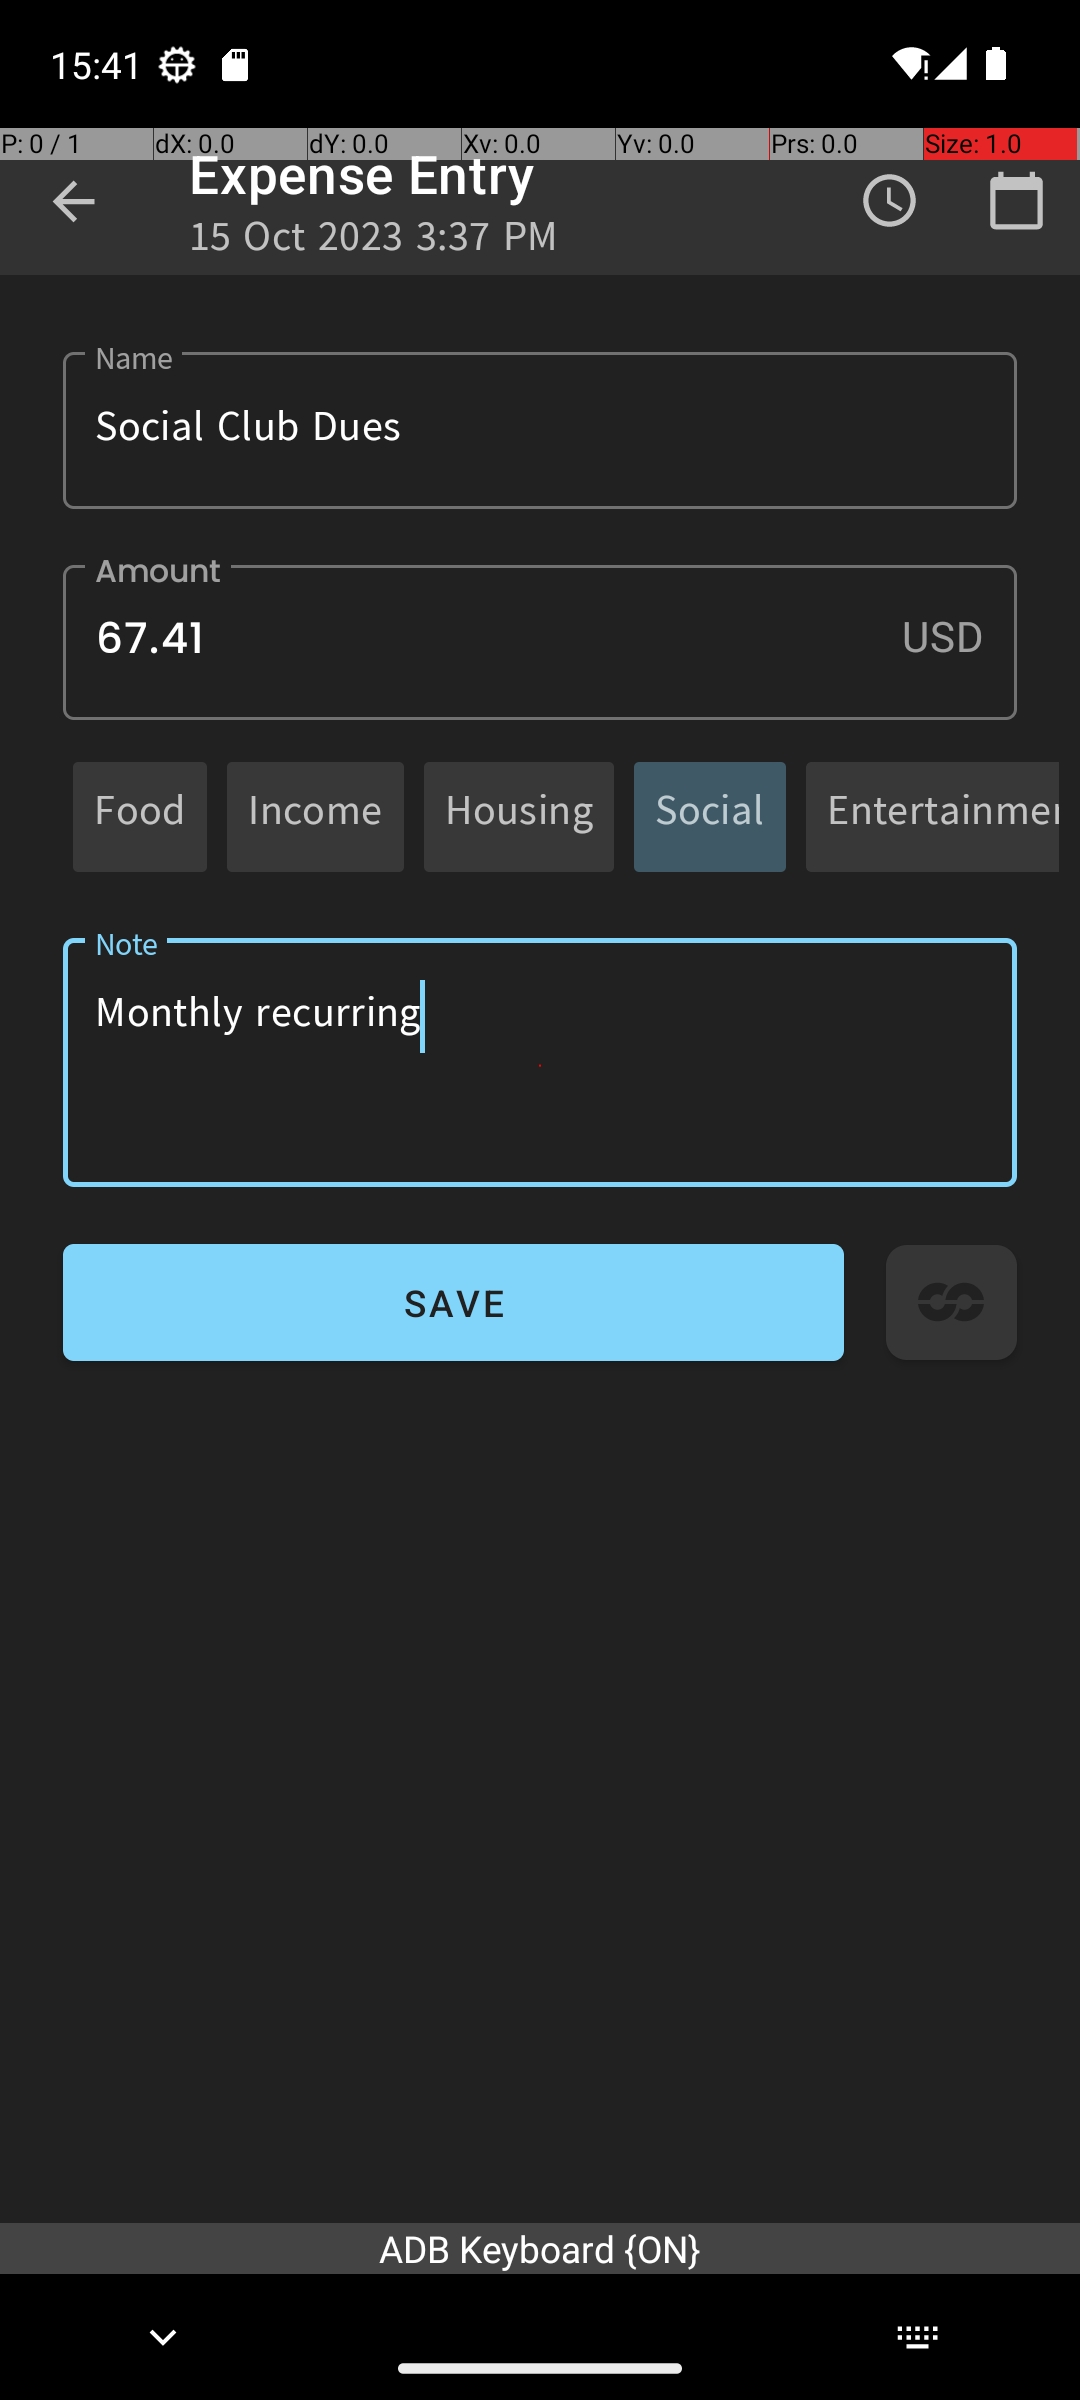 15:41
P: 0 / 1 dX: 0.0 dY: 0.0 Xv: 0.0 Yv: 0.0 Prs: 0.0 Size: 1.0
Expense Entry
15 Oct 2023 3:37 PM
Name
Social Club Dues
Amount
67.41 USD
Food Income Housing Social Entertainmen
Note
Monthly recurring
SAVE
ADB Keyboard {ON}